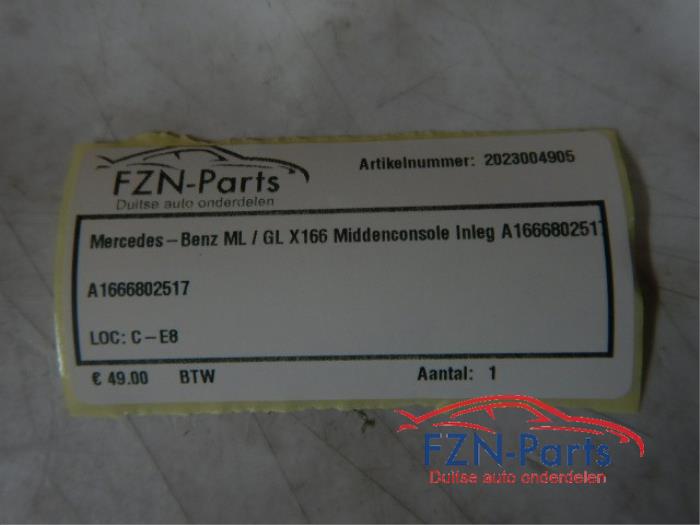 FZN-Parts
Duitse auto onderdelen
Artikelnummer: 2023004905
Mercedes-Benz ML / GL X166 Middenconsole Inleg A1666802517
A1666802517
LOC: C-E8
€ 49.00 BTW Aantal: 1
FZN-Parts
Duitse auto onderdelen